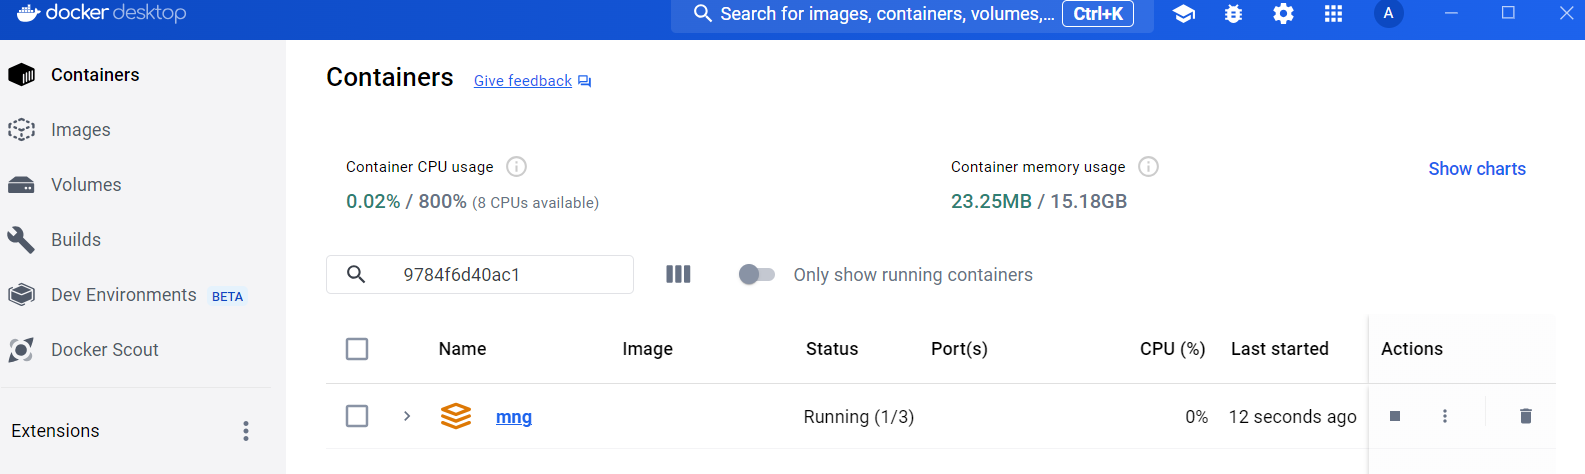 docker desktop
Search for images, containers, volumes,... Ctrl+K
A
Containers
Images
Volumes
Builds
Dev Environments BETA
Docker Scout
Extensions
Containers Give feedback
Container CPU usage
0.02% / 800% (8 CPUs available)
Container memory usage
23.25MB / 15.18GB
Show charts
9784f6d40ac1
Only show running containers
Name Image Status Port(s) CPU (%) Last started Actions
mng Running (1/3) 0% 12 seconds ago